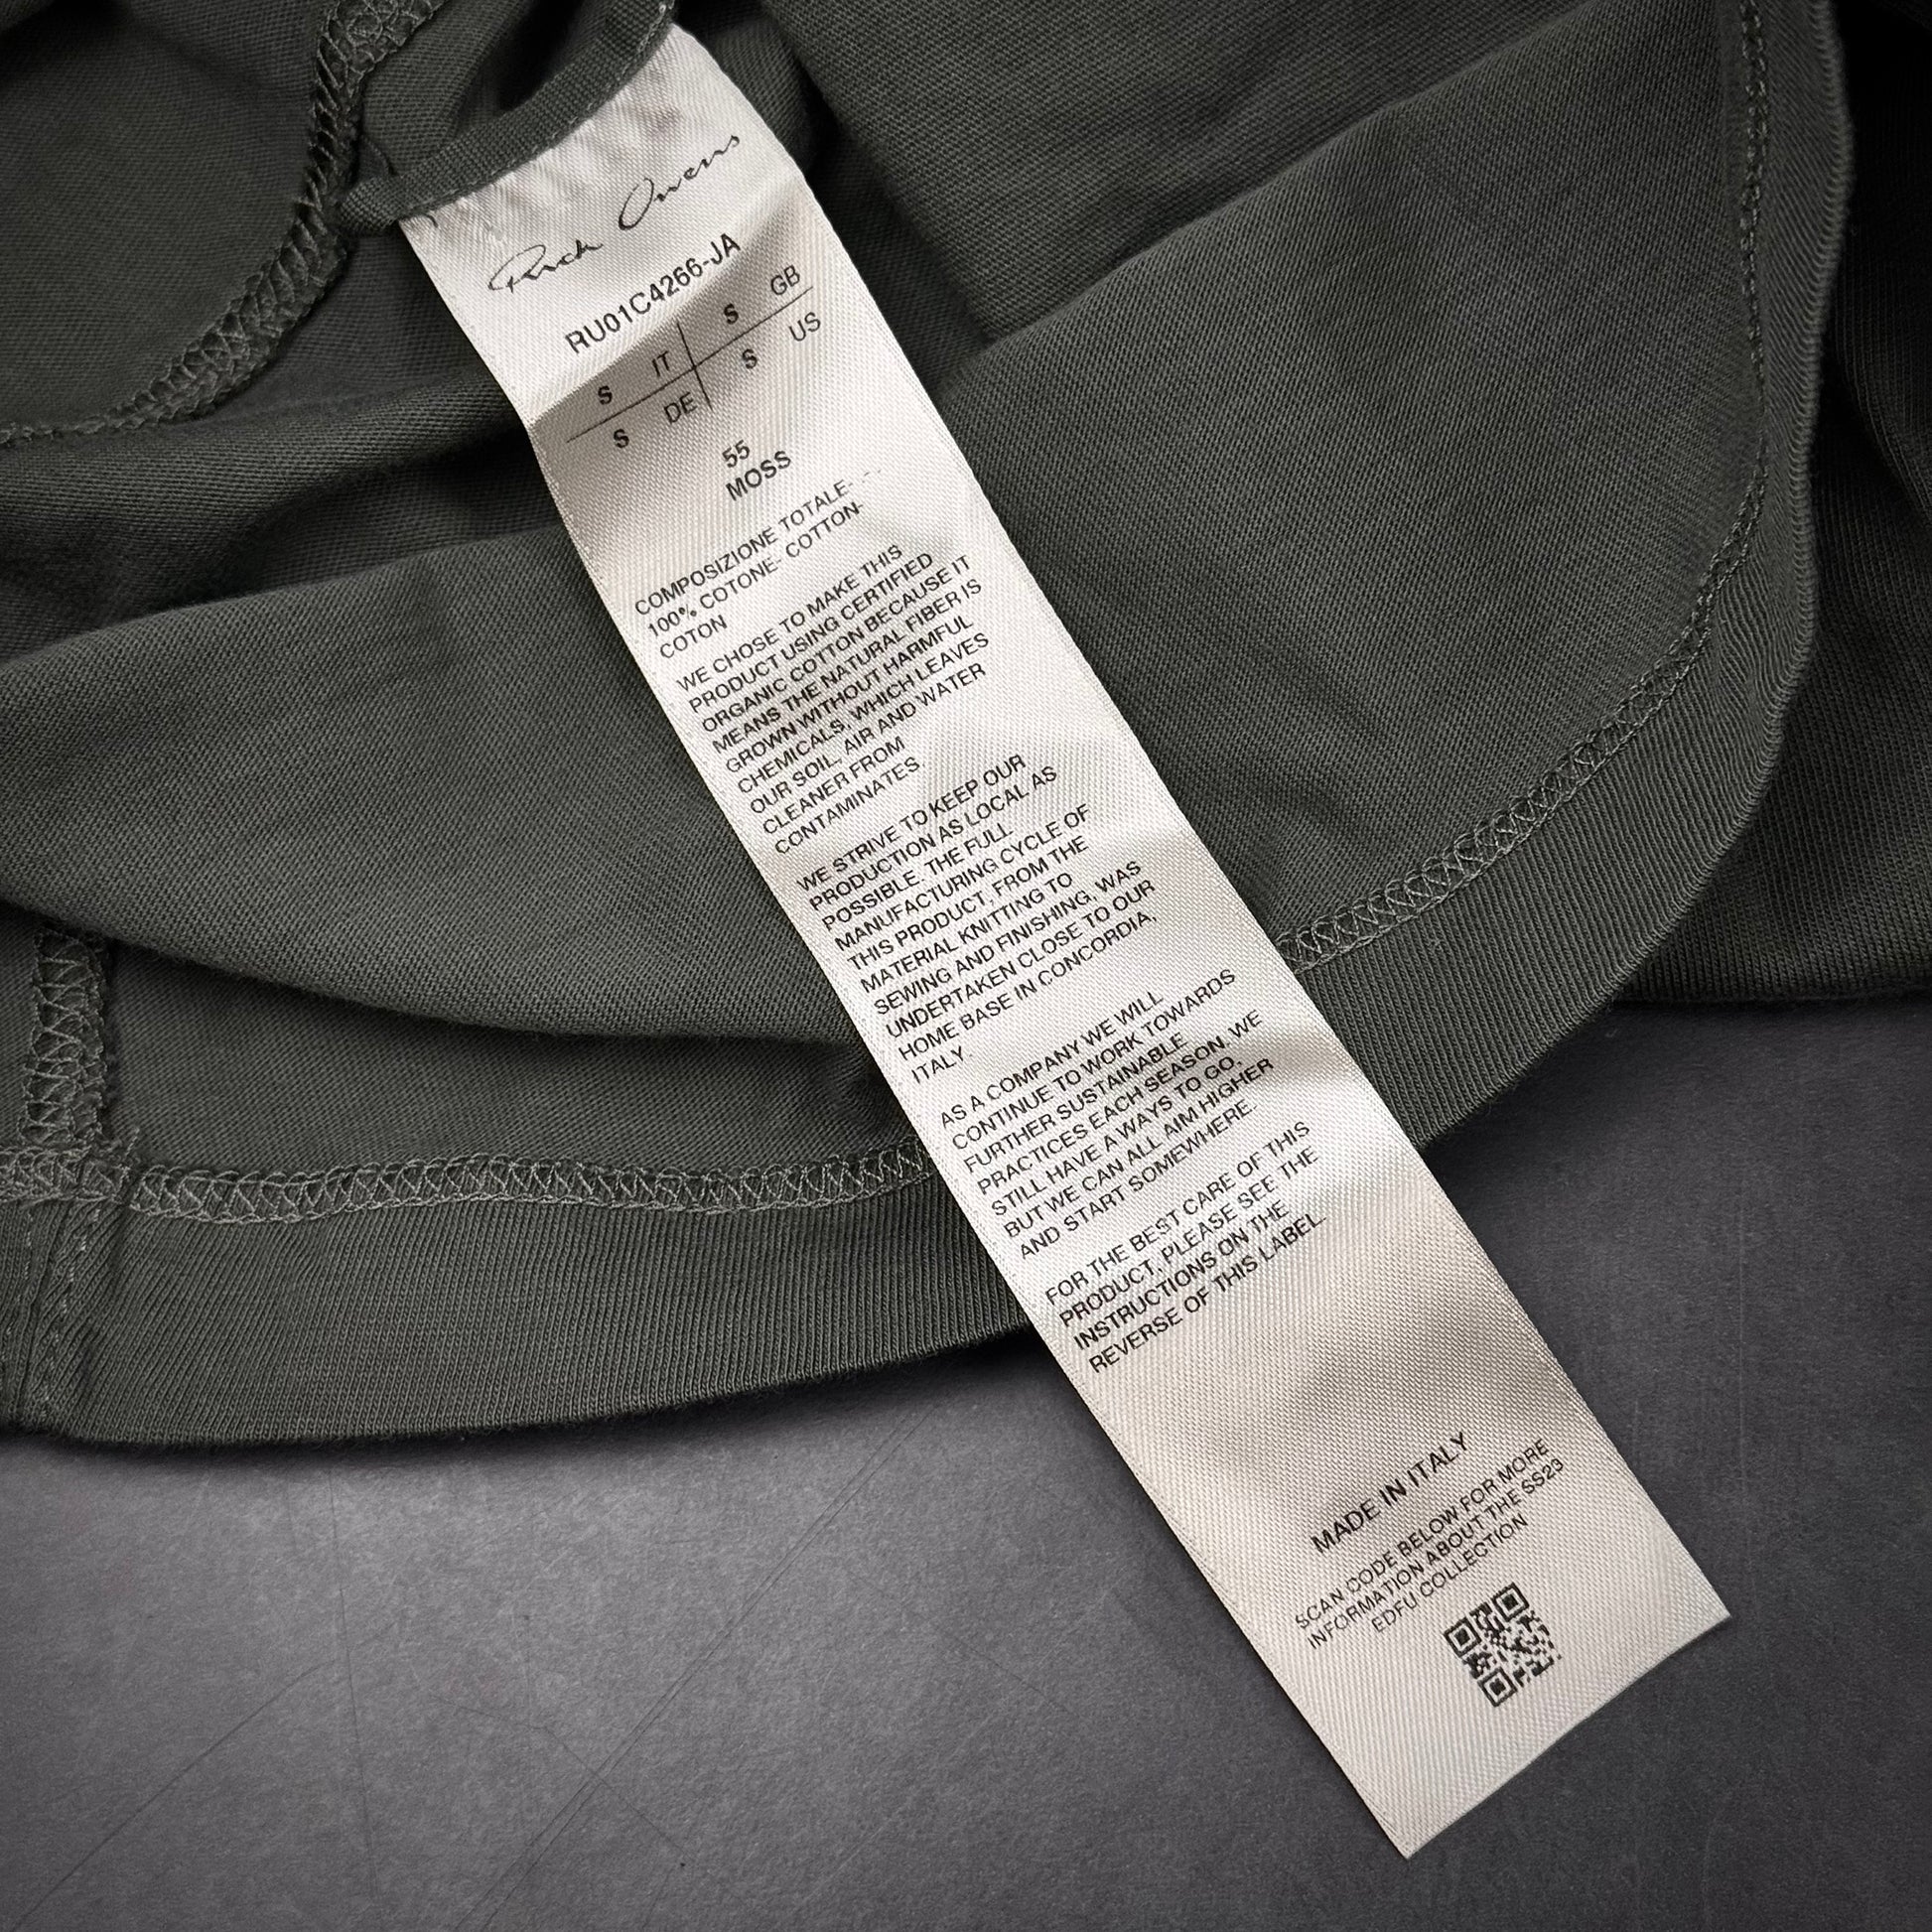 Rick Owens
RU01C4266-JA
S IT S GB
S DE S US
55
MOSS
COMPOSIZIONE TOTALE-
100% COTONE- COTTON-
COTON
WE CHOSE TO MAKE THIS
PRODUCT USING CERTIFIED
ORGANIC COTTON BECAUSE IT
MEANS THE NATURAL FIBER IS
GROWN WITHOUT HARMFUL
CHEMICALS, WHICH LEAVES
OUR SOIL, AIR AND WATER
CLEANER FROM
CONTAMINATES
WE STRIVE TO KEEP OUR
PRODUCTION AS LOCAL AS
POSSIBLE. THE FULL
MANUFACTURING CYCLE OF
THIS PRODUCT, FROM THE
MATERIAL KNITTING TO
SEWING AND FINISHING, WAS
UNDERTAKEN CLOSE TO OUR
HOME BASE IN CONCORDIA,
ITALY.
AS A COMPANY WE WILL
CONTINUE TO WORK TOWARDS
FURTHER SUSTAINABLE
PRACTICES EACH SEASON. WE
STILL HAVE A WAYS TO GO,
BUT WE CAN ALL AIM HIGHER
AND START SOMEWHERE.
FOR THE BEST CARE OF THIS
PRODUCT, PLEASE SEE THE
INSTRUCTIONS ON THE
REVERSE OF THIS LABEL.
MADE IN ITALY
SCAN CODE BELOW FOR MORE
INFORMATION ABOUT THE SS23
EDFU COLLECTION